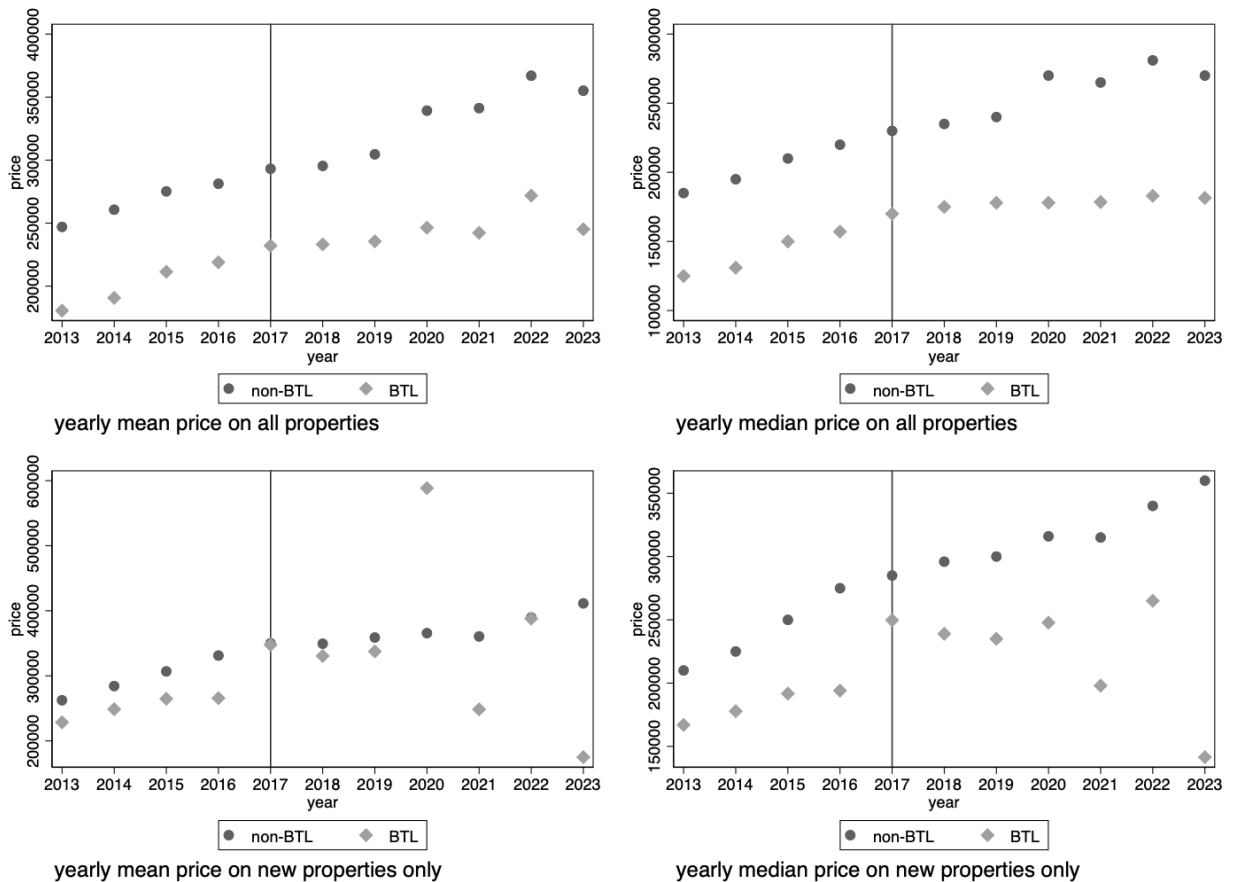 400000
350000
300000
250000
200000
price
2013 2014 2015 2016 2017 2018 2019 2020 2021 2022 2023
year
non-BTL BTL
yearly mean price on all properties
300000
250000
200000
150000
100000
price
2013 2014 2015 2016 2017 2018 2019 2020 2021 2022 2023
year
non-BTL BTL
yearly median price on all properties
600000
500000
400000
300000
200000
price
2013 2014 2015 2016 2017 2018 2019 2020 2021 2022 2023
year
non-BTL BTL
yearly mean price on new properties only
350000
300000
250000
200000
150000
price
2013 2014 2015 2016 2017 2018 2019 2020 2021 2022 2023
year
non-BTL BTL
yearly median price on new properties only